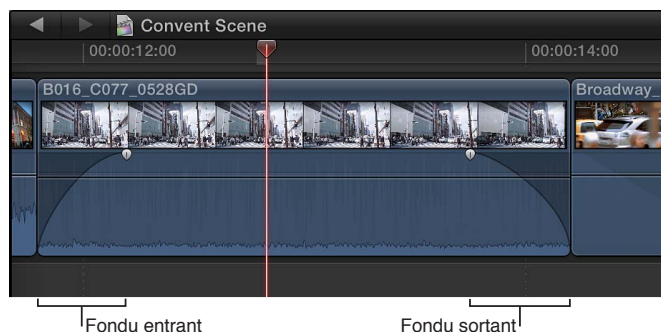 Convent Scene
00:00:12:00
00:00:14:00
B016_C077_0528GD
Broadway_
Fondu entrant
Fondu sortant